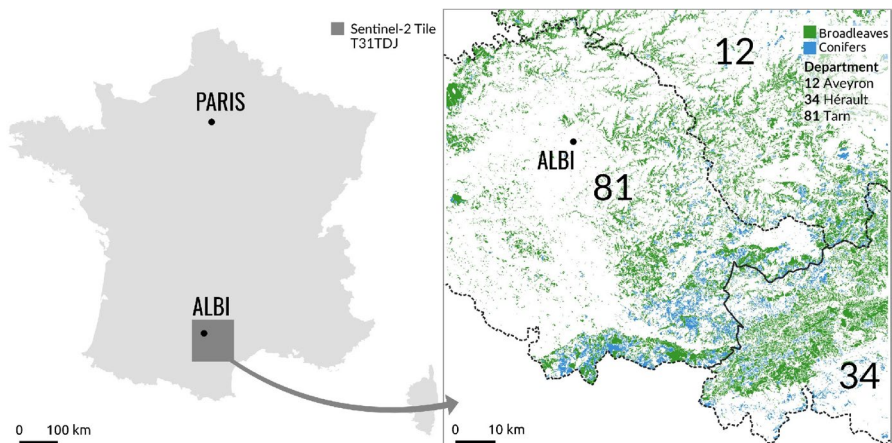 Sentinel-2 Tile
T31TDJ
PARIS
ALBI
0 100 km
12
Broadleaves
Conifers
Department
12 Aveyron
34 Hérault
81 Tarn
ALBI
81
34
0 10 km